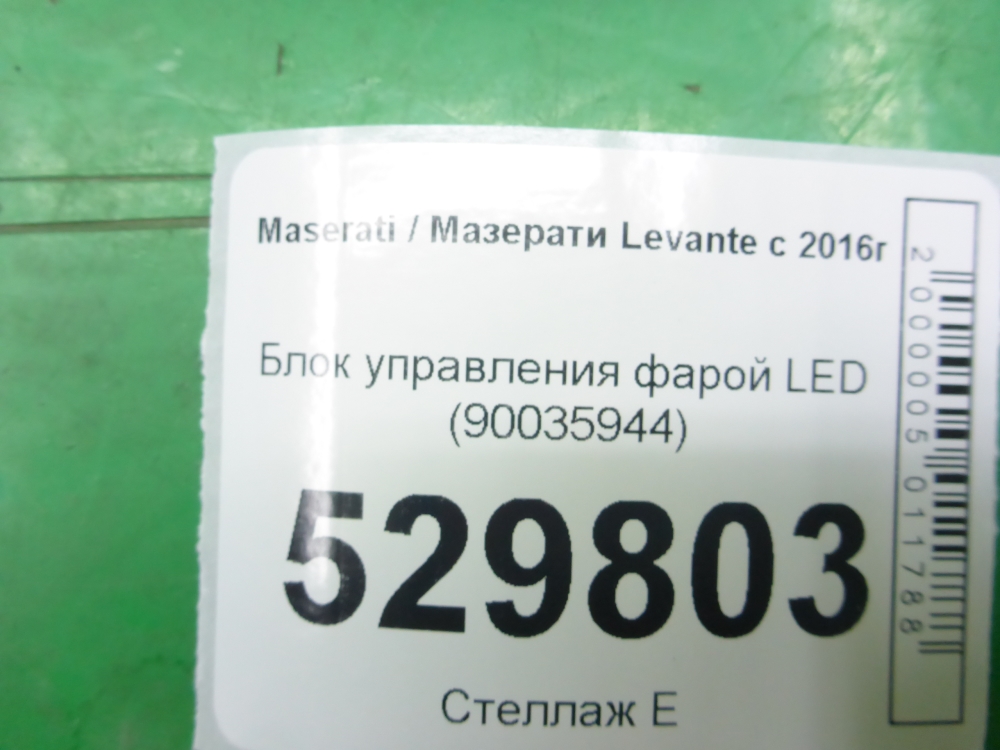 Maserati / Мазерати Levante с 2016г
Блок управления фарой LED
(90035944)
529803
Стеллаж Е
2000005011788